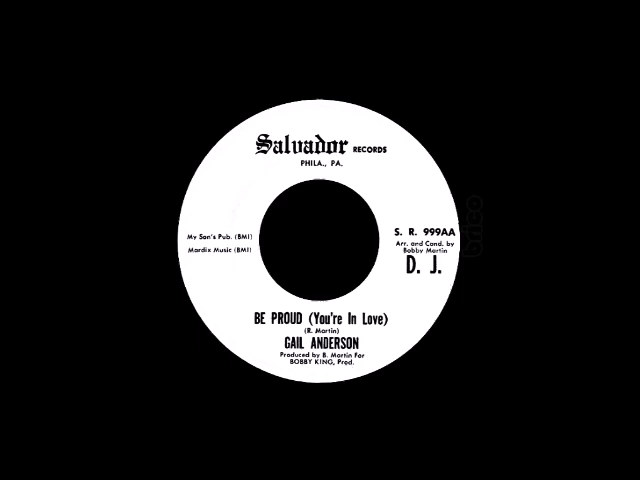 Salvador RECORDS
PHILA., PA.
My Son's Pub. (BMI)
Mardix Music (BMI)
S. R. 999AA
Arr. and Cond. by
Bobby Martin
D. J.
BE PROUD (You're In Love)
(R. Martin)
GAIL ANDERSON
Produced by B. Martin For
BOBBY KING, Prod.